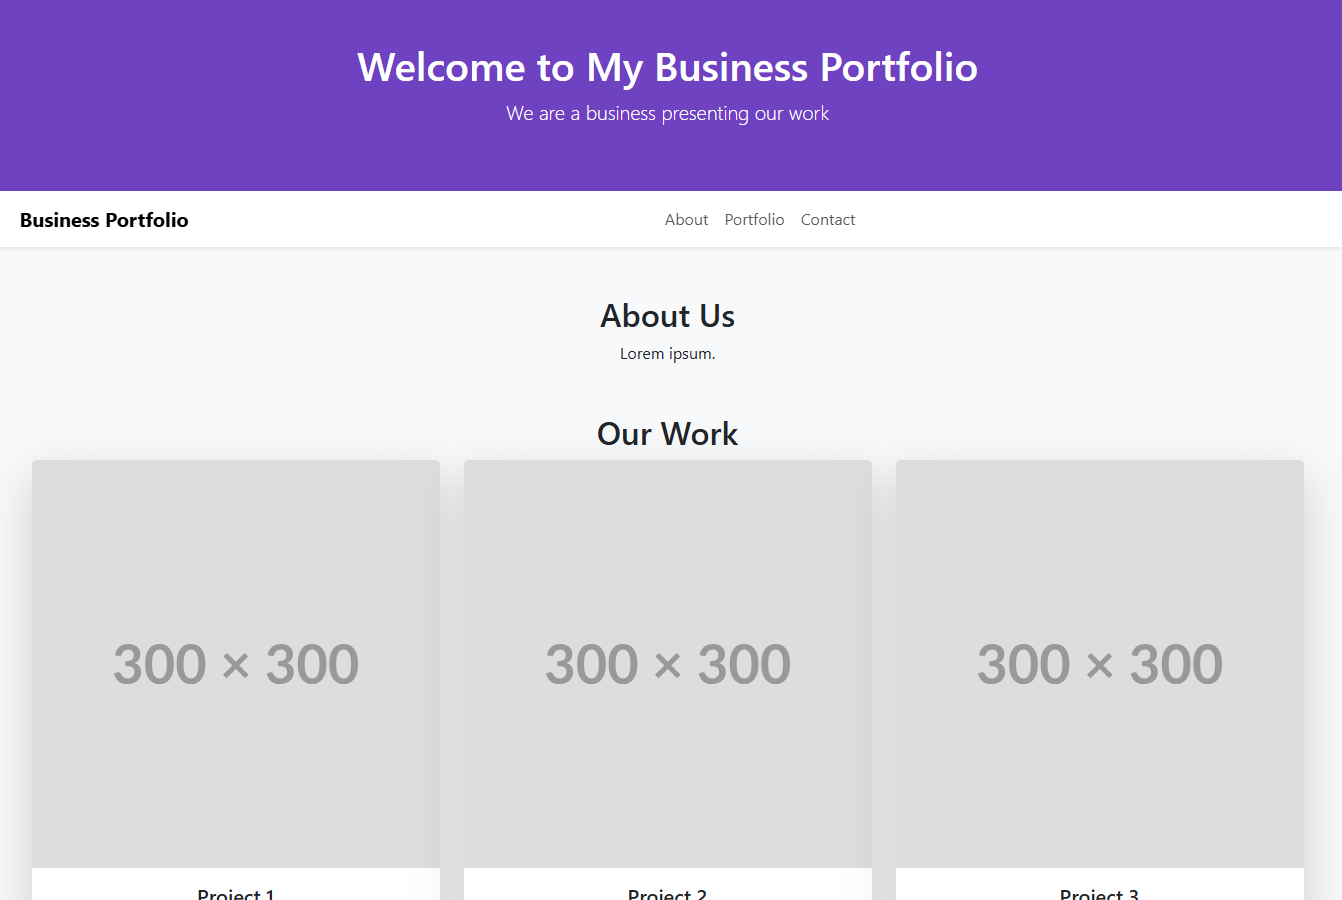 Welcome to My Business Portfolio
We are a business presenting our work
Business Portfolio About Portfolio Contact
About Us
Lorem ipsum.
Our Work
300 × 300 300 × 300 300 × 300
Project 1 Project 2 Project 3